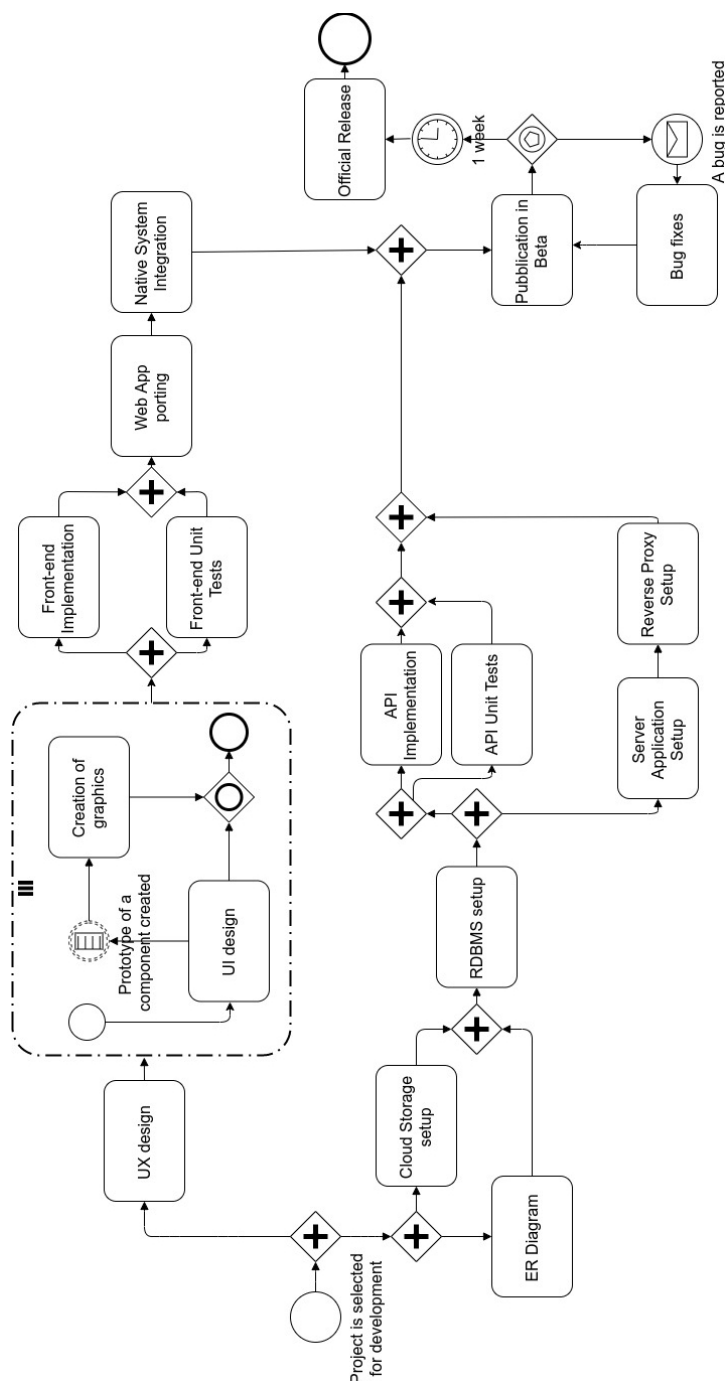 Project is selected
for development
UX design
Prototype of a
component created
UI design
Creation of
graphics
Front-end
Implementation
Front-end Unit
Tests
Web App
porting
Native System
Integration
Cloud Storage
setup
ER Diagram
RDBMS setup
API
Implementation
API Unit Tests
Server
Application
Setup
Reverse Proxy
Setup
Pubblication in
Beta
1 week
Official Release
A bug is reported
Bug fixes